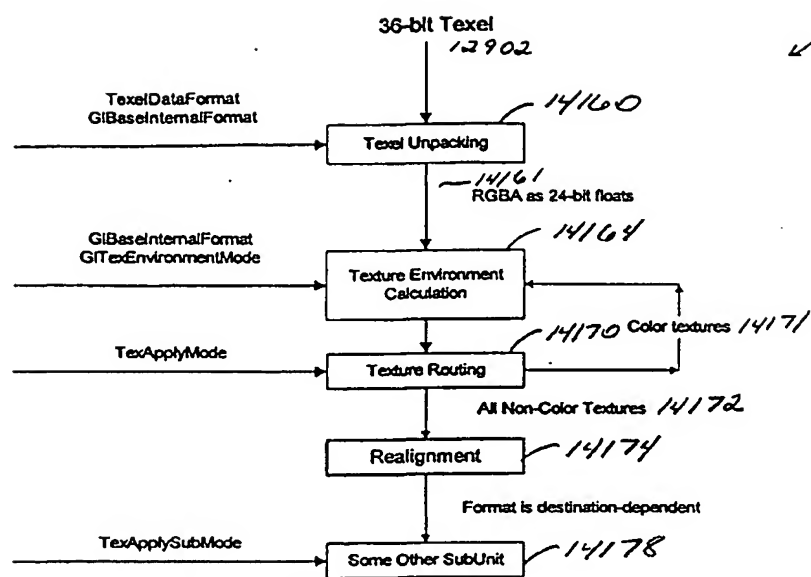 36-bit Texel
12902
TexelDataFormat
GlBaseInternalFormat
14160
Texel Unpacking
14161
RGBA as 24-bit floats
GlBaseInternalFormat
GlTexEnvironmentMode
14164
Texture Environment
Calculation
14170
Color textures 14171
TexApplyMode
Texture Routing
All Non-Color Textures 14172
Realignment
14174
Format is destination-dependent
TexApplySubMode
Some Other SubUnit
14178